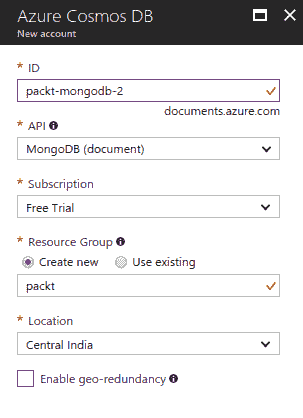 Azure Cosmos DB
New account
* ID
packt-mongodb-2
documents.azure.com
* API
MongoDB (document)
* Subscription
Free Trial
* Resource Group
Create new Use existing
packt
* Location
Central India
Enable geo-redundancy